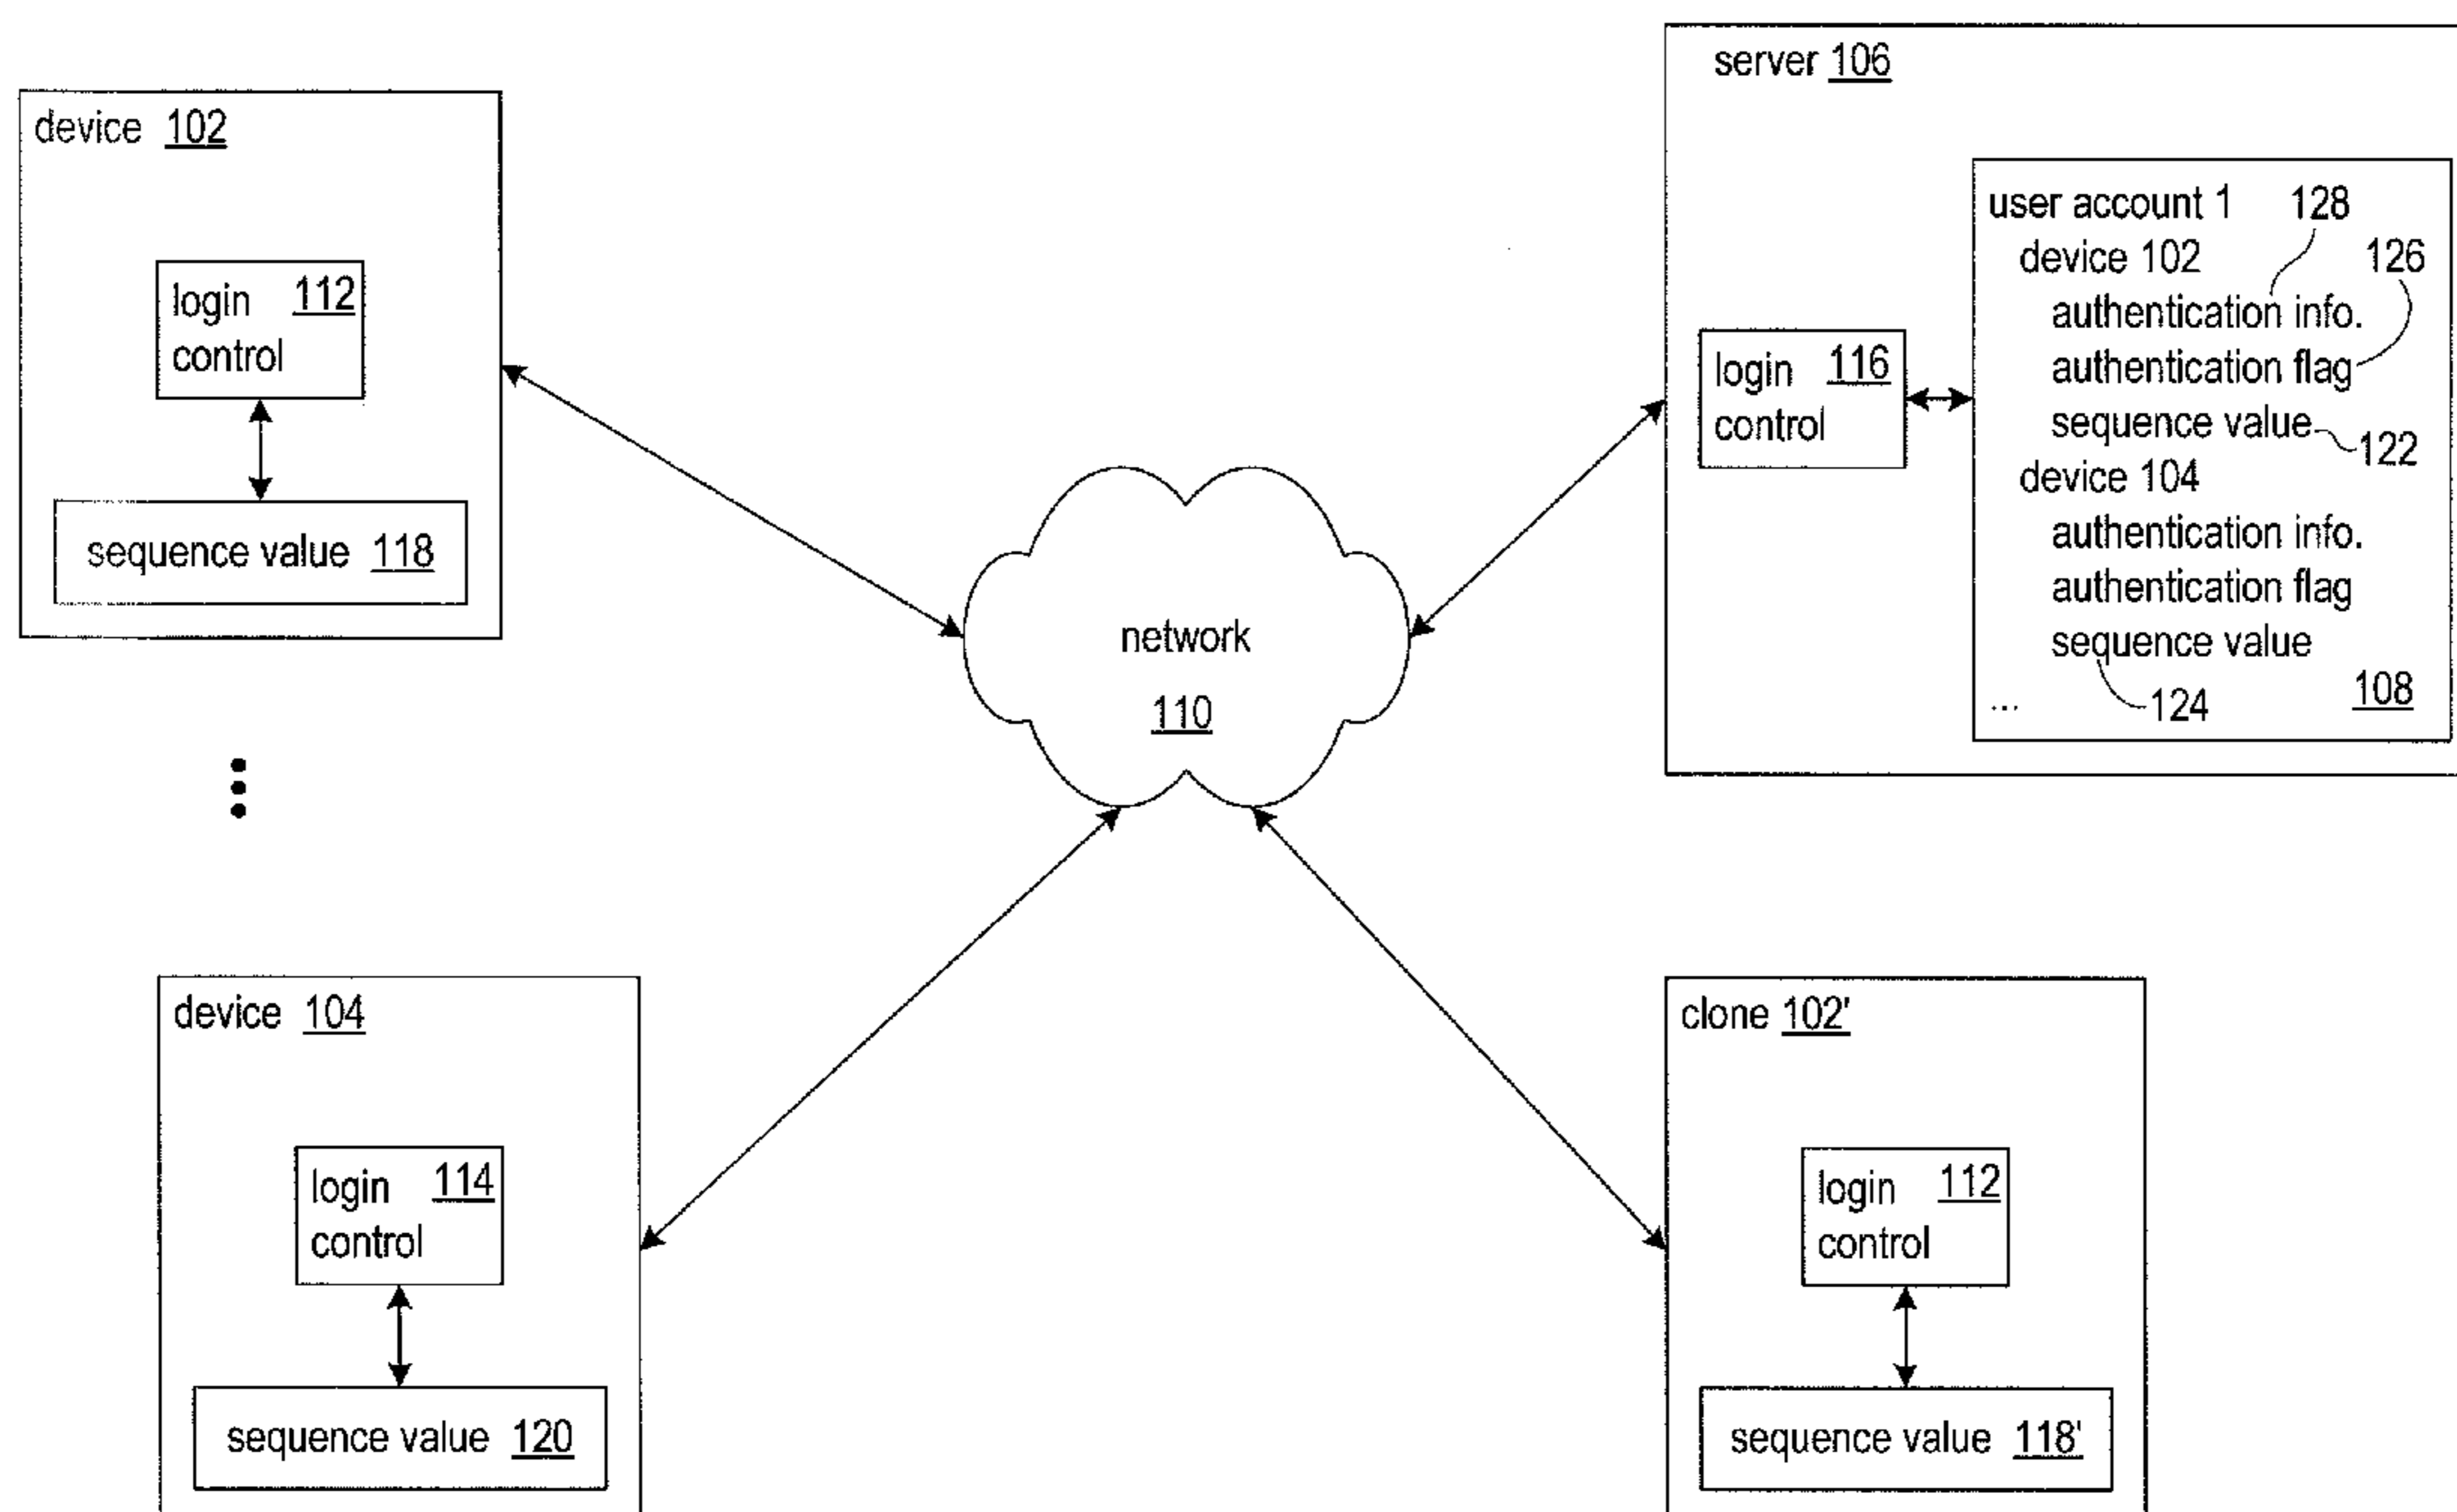 device 102
login 112
control
sequence value 118
server 106
login 116
control
user account 1 128
device 102 126
authentication info.
authentication flag
sequence value 122
device 104
authentication info.
authentication flag
sequence value
... 124 108
network
110
device 104
login 114
control
sequence value 120
clone 102'
login 112
control
sequence value 118'